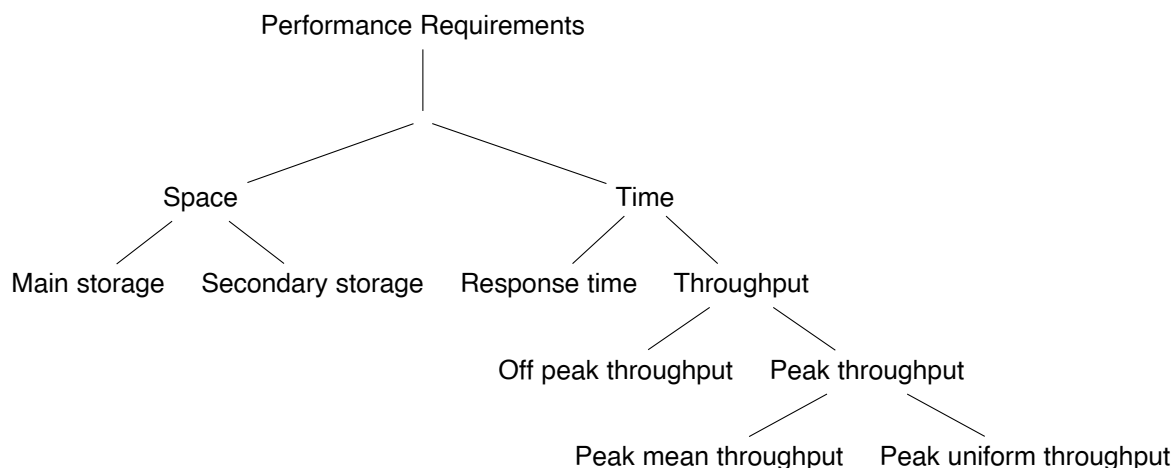 Performance Requirements
Space Time
Main storage Secondary storage Response time Throughput
Off peak throughput Peak throughput
Peak mean throughput Peak uniform throughput